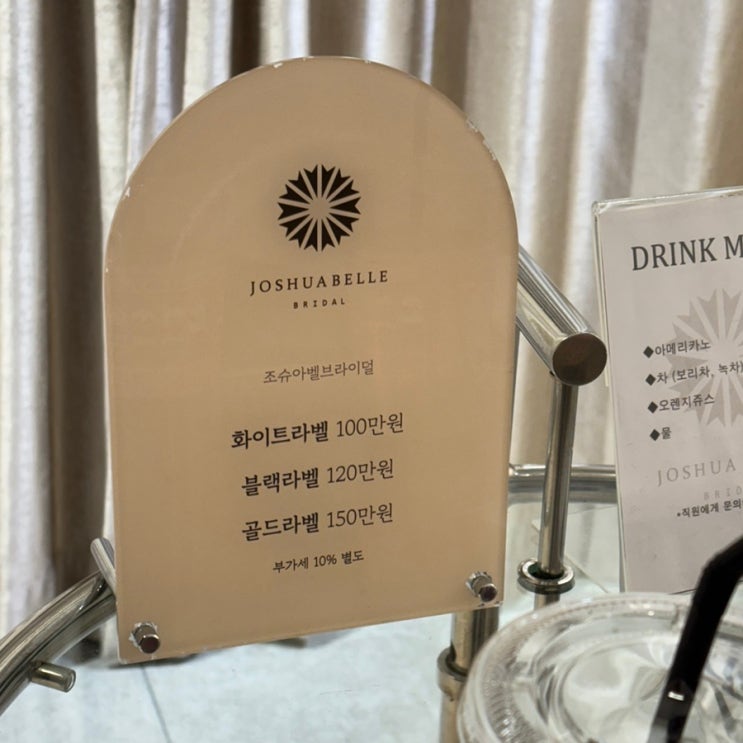 JOSHUABELLE
BRIDAL
조슈아벨브라이덜
화이트라벨 100만원
블랙라벨 120만원
골드라벨 150만원
부가세 10% 별도
DRINK M
◆아메리카노
◆차 (보리차, 녹차)
◆오렌지쥬스
◆물
JOSHUA
BRID
•직원에게 문의